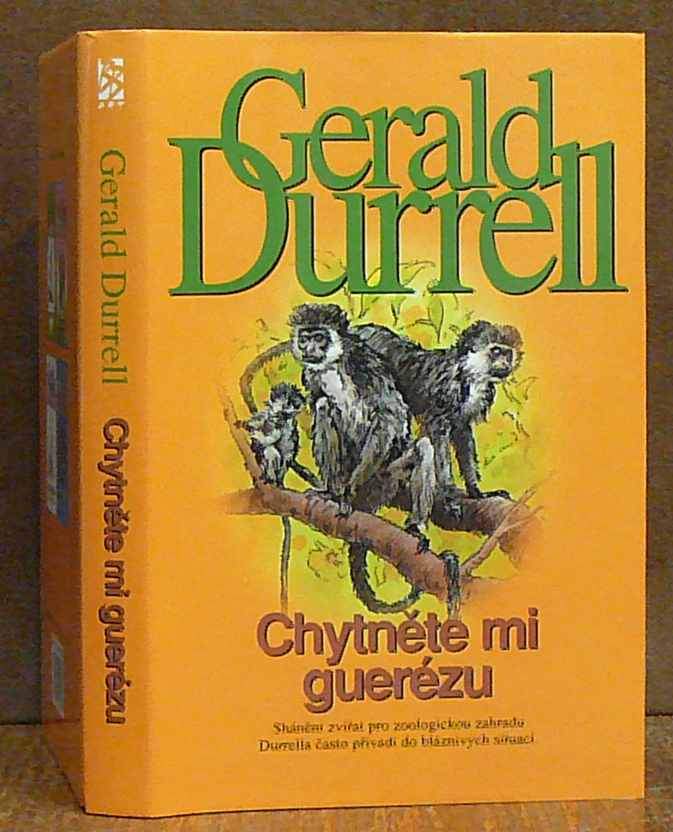 Gerald Durrell
Chytněte mi guerézu
Gerald
Durrell
Chytněte mi
guerézu
Shánění zvířat pro zoologickou zahradu
Durrella často přivádí do bláznivých situací.